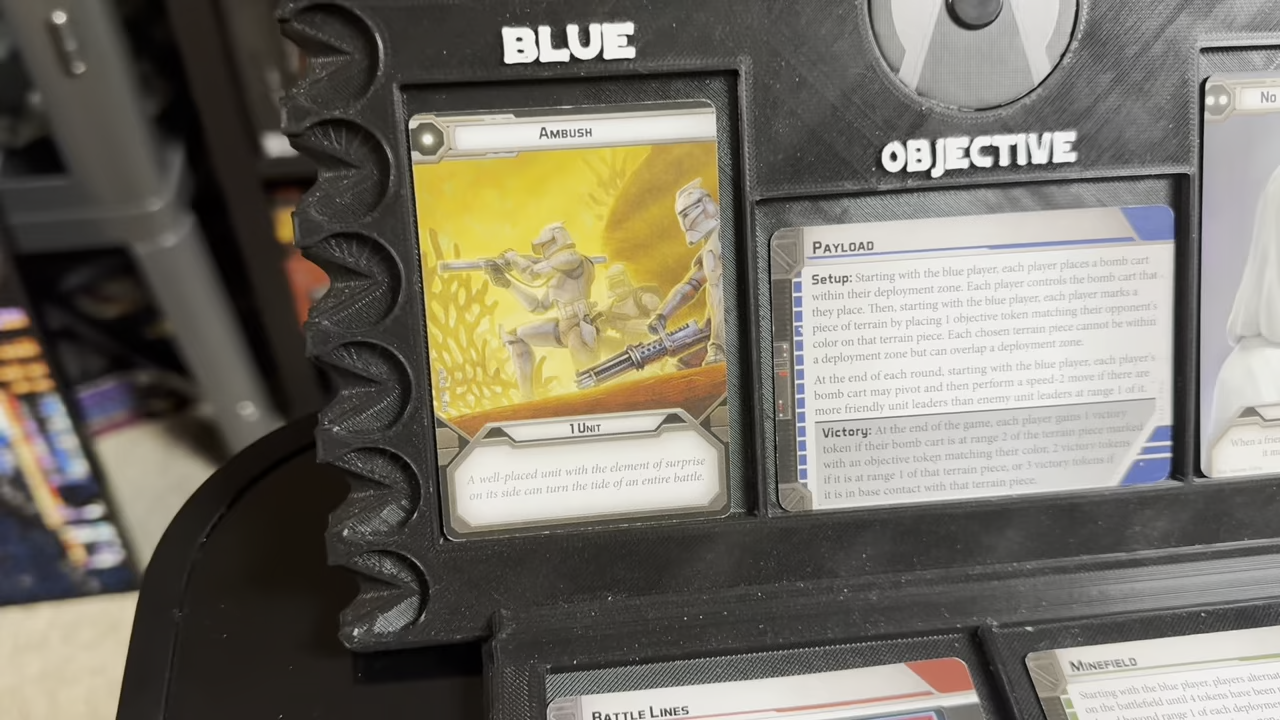 BLUE
AMBUSH
1 UNIT
A well-placed unit with the element of surprise
on its side can turn the tide of an entire battle.
OBJECTIVE
PAYLOAD
Setup: Starting with the blue player, each player places a bomb cart
within their deployment zone. Each player controls the bomb cart that
they place. Then, starting with the blue player, each player marks a
piece of terrain by placing 1 objective token matching their opponent's
color on that terrain piece. Each chosen terrain piece cannot be within
a deployment zone but can overlap a deployment zone.
At the end of each round, starting with the blue player, each player's
bomb cart may pivot and then perform a speed-2 move if there are
more friendly unit leaders than enemy unit leaders at range 1 of it.
Victory: At the end of the game, each player gains 1 victory
token if their bomb cart is at range 2 of the terrain piece marked
with an objective token matching their color, 2 victory tokens
if it is at range 1 of that terrain piece, or 3 victory tokens if
it is in base contact with that terrain piece.
No
When a frie
it m
BATTLE LINES
MINEFIELD
Starting with the blue player, players alterna
on the battlefield until 4 tokens have been
range 1 of each deploymen